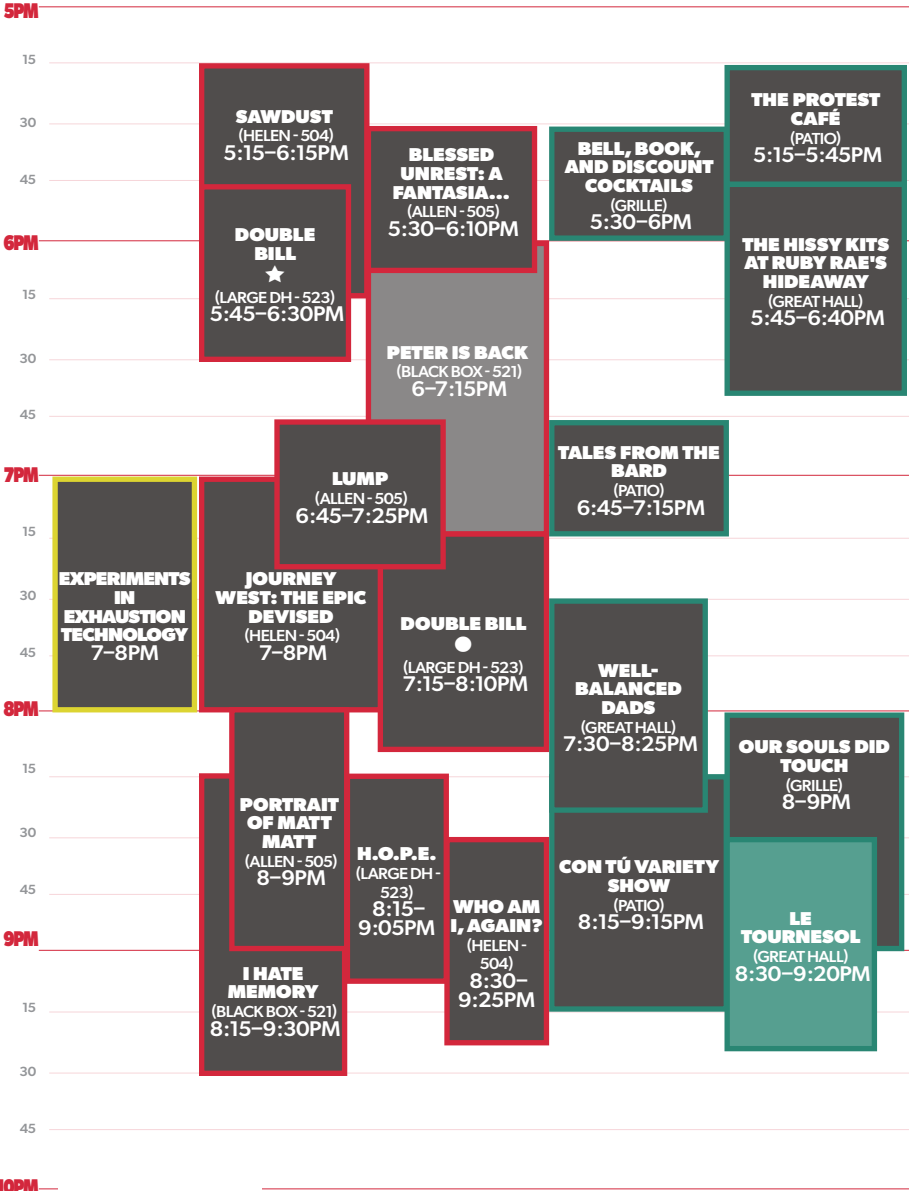 5PM
15
30
45
6PM
15
30
45
7PM
15
30
45
8PM
15
30
45
9PM
15
30
45
10PM
SAWDUST
(HELEN - 504)
5:15–6:15PM
DOUBLE
BILL
★
(LARGE DH - 523)
5:45–6:30PM
BLESSED
UNREST: A
FANTASIA...
(ALLEN - 505)
5:30–6:10PM
BELL, BOOK,
AND DISCOUNT
COCKTAILS
(GRILLE)
5:30–6PM
THE PROTEST
CAFÉ
(PATIO)
5:15–5:45PM
THE HISSY KITS
AT RUBY RAE'S
HIDEAWAY
(GREAT HALL)
5:45–6:40PM
PETER IS BACK
(BLACK BOX - 521)
6–7:15PM
LUMP
(ALLEN - 505)
6:45–7:25PM
TALES FROM THE
BARD
(PATIO)
6:45–7:15PM
EXPERIMENTS
IN
EXHAUSTION
TECHNOLOGY
7–8PM
JOURNEY
WEST: THE EPIC
DEVISED
(HELEN - 504)
7–8PM
DOUBLE BILL
●
(LARGE DH - 523)
7:15–8:10PM
WELL-
BALANCED
DADS
(GREAT HALL)
7:30–8:25PM
OUR SOULS DID
TOUCH
(GRILLE)
8–9PM
PORTRAIT
OF MATT
MATT
(ALLEN - 505)
8–9PM
H.O.P.E.
(LARGE DH -
523)
8:15–
9:05PM
WHO AM
I, AGAIN?
(HELEN -
504)
8:30–
9:25PM
CON TÚ VARIETY
SHOW
(PATIO)
8:15–9:15PM
LE
TOURNESOL
(GREAT HALL)
8:30–9:20PM
I HATE
MEMORY
(BLACK BOX - 521)
8:15–9:30PM